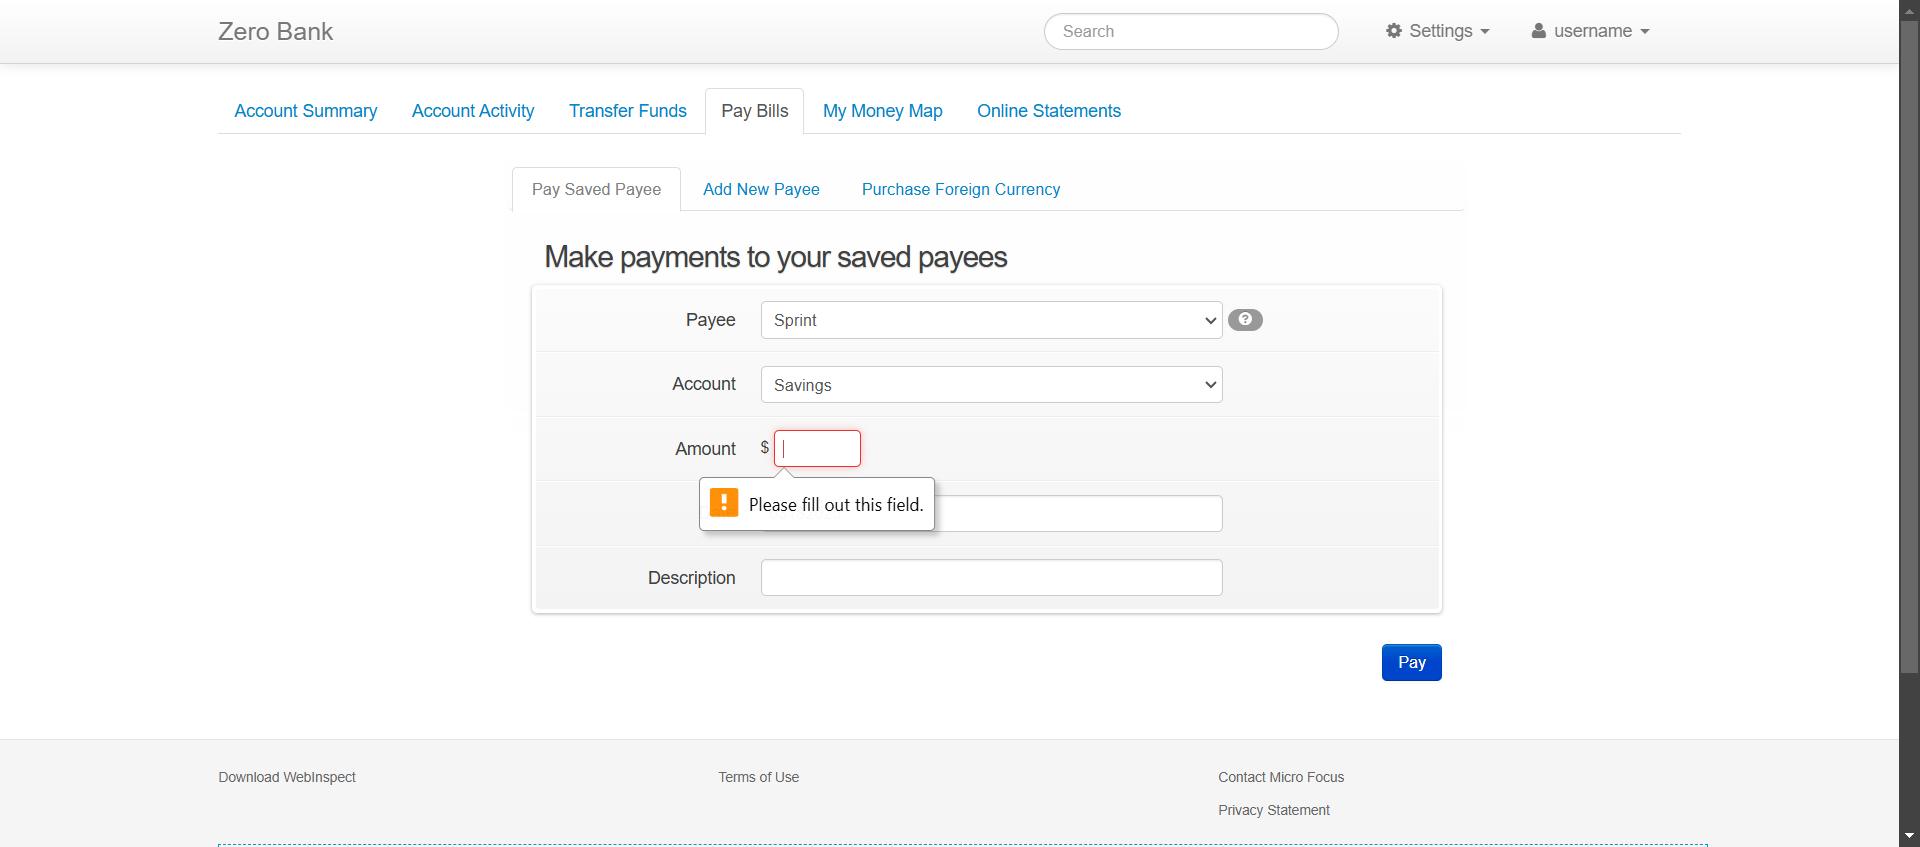 Zero Bank
Search
Settings
username
Account Summary
Account Activity
Transfer Funds
Pay Bills
My Money Map
Online Statements
Pay Saved Payee
Add New Payee
Purchase Foreign Currency
Make payments to your saved payees
Payee
Sprint
?
Account
Savings
Amount
$
! Please fill out this field.
Description
Pay
Download WebInspect
Terms of Use
Contact Micro Focus
Privacy Statement